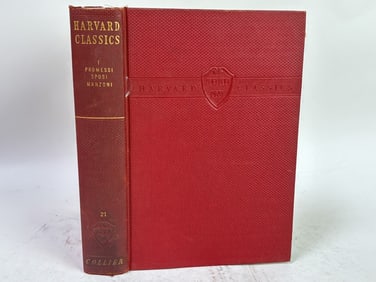 HARVARD
CLASSICS
I
PROMESSI
SPOSI
MANZONI
21
COLLIER
HARVARD CLASSICS